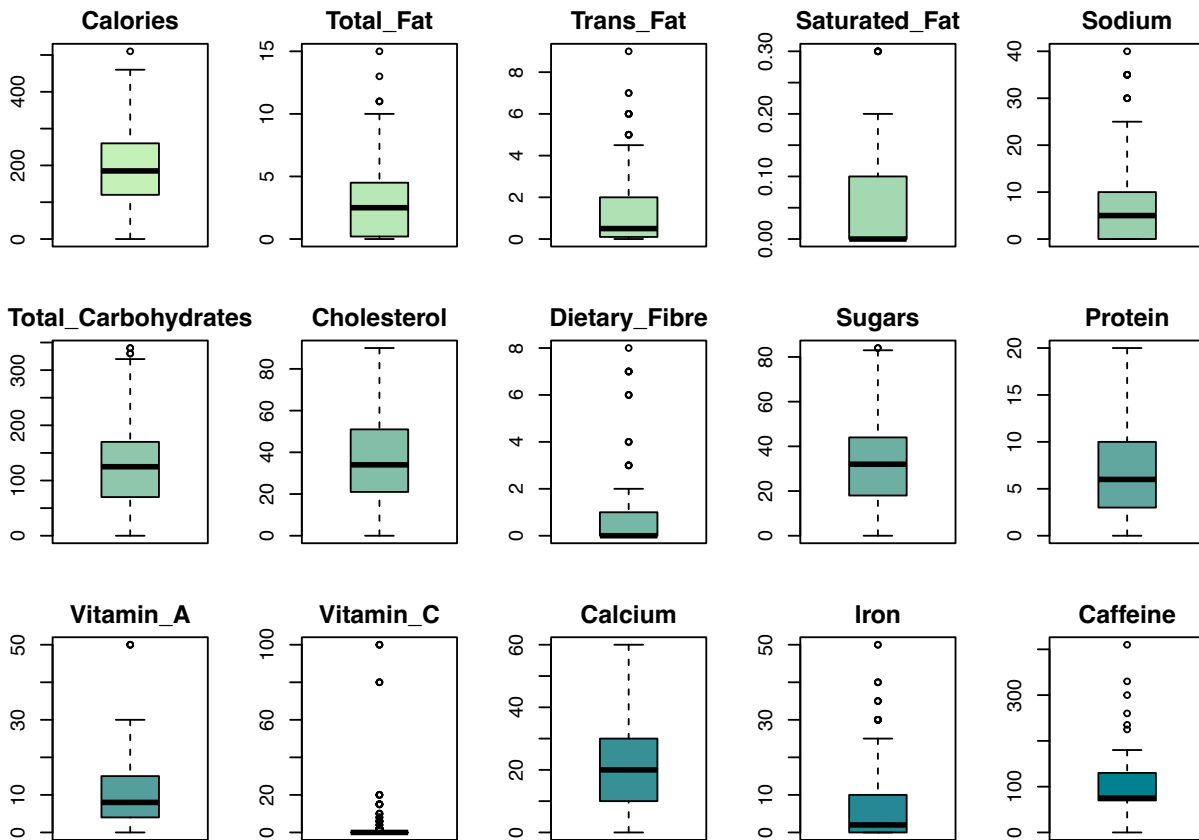 Calories Total_Fat Trans_Fat Saturated_Fat Sodium
0 200 400
0 5 10 15
0 2 4 6 8
0.00 0.10 0.20 0.30
0 10 20 30 40
Total_Carbohydrates Cholesterol Dietary_Fibre Sugars Protein
0 100 200 300
0 20 40 60 80
0 2 4 6 8
0 20 40 60 80
0 5 10 15 20
Vitamin_A Vitamin_C Calcium Iron Caffeine
0 10 30 50
0 20 60 100
0 20 40 60
0 10 30 50
0 100 300